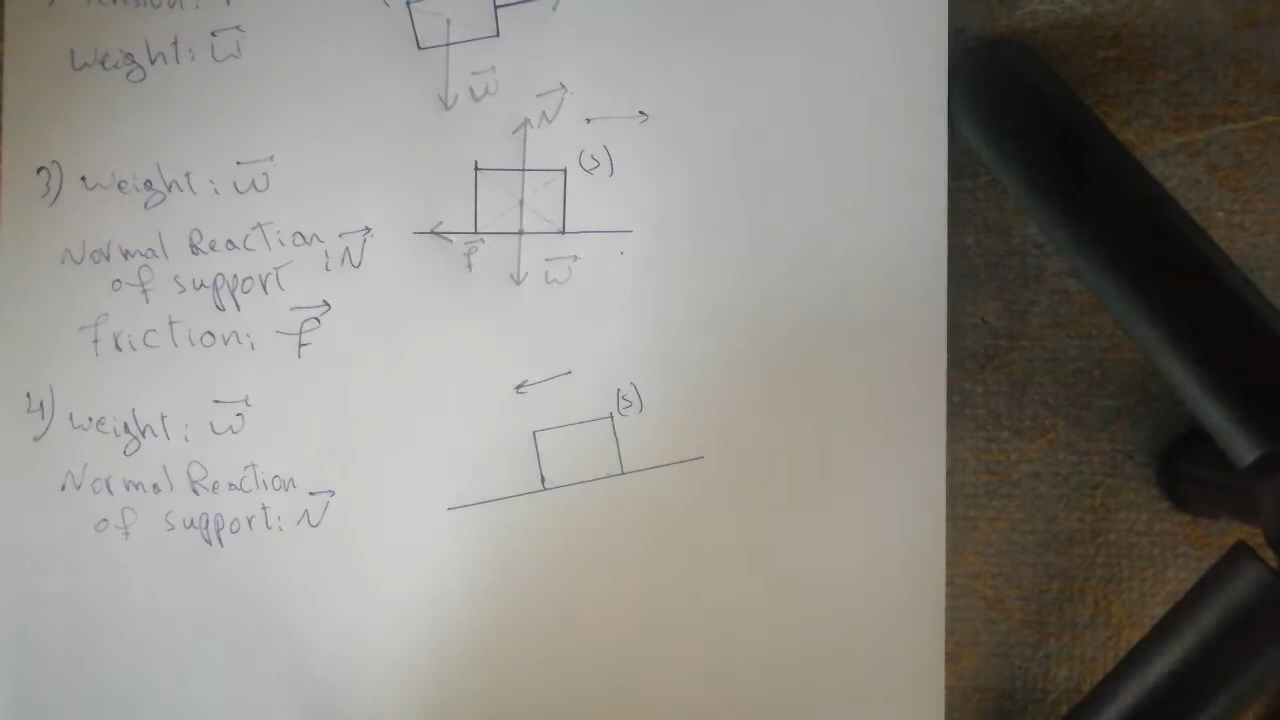 Weight: W
W
N
(S)
3) Weight: W
Normal Reaction
of support : N
f
W
friction: f
(S)
4) Weight: W
Normal Reaction
of support: N